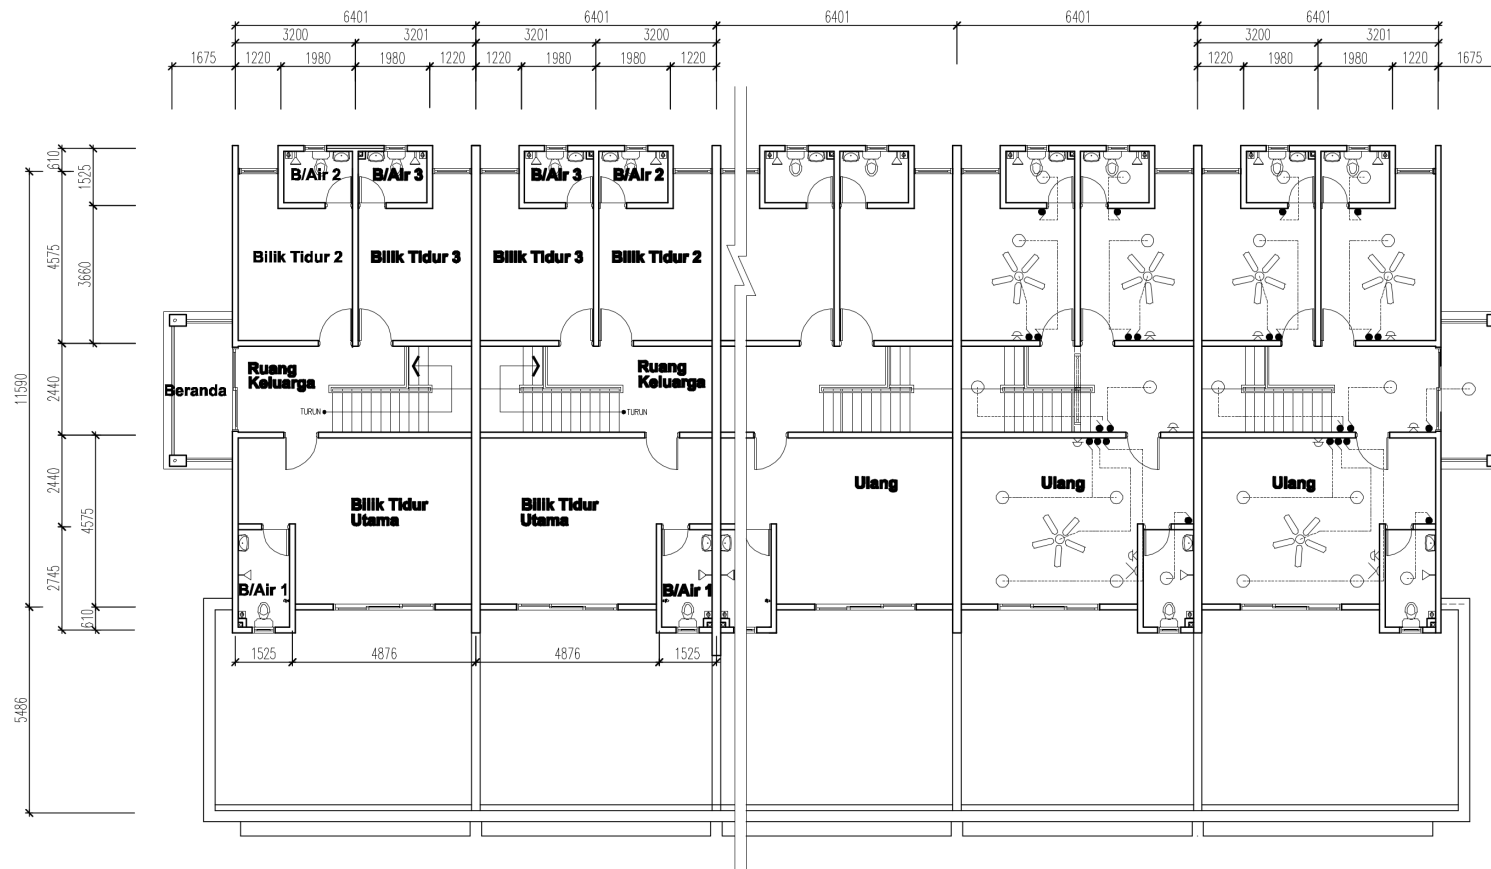 6401 6401 6401 6401 6401
3200 3201 3201 3200 3200 3201
1675 1220 1980 1980 1220 1220 1980 1980 1220 1220 1980 1980 1220 1675
610
1525
B/Air 2 B/Air 3 B/Air 3 B/Air 2
4575
3660
Bilik Tidur 2 Bilik Tidur 3 Bilik Tidur 3 Bilik Tidur 2
11590
2440
Ruang
Keluarga
Ruang
Keluarga
Beranda
TURUN TURUN
2440
4575
Ulang Ulang Ulang
Bilik Tidur
Utama
Bilik Tidur
Utama
2745
B/Air 1 B/Air 1
610
1525 4876 4876 1525
5486